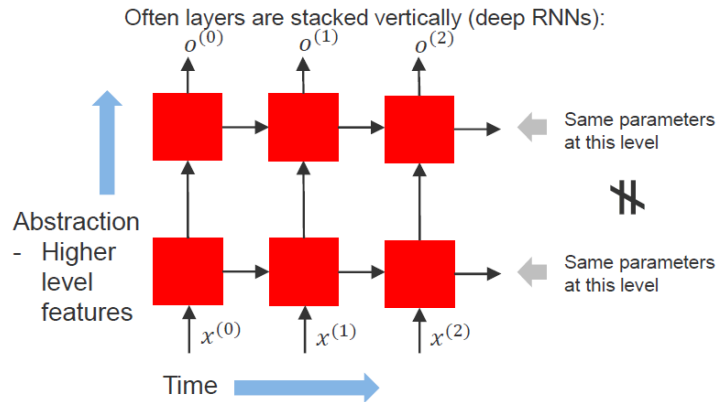 Often layers are stacked vertically (deep RNNs):
o^(0) o^(1) o^(2)
Same parameters
at this level
≠
Abstraction
- Higher
level
features
Same parameters
at this level
x^(0) x^(1) x^(2)
Time